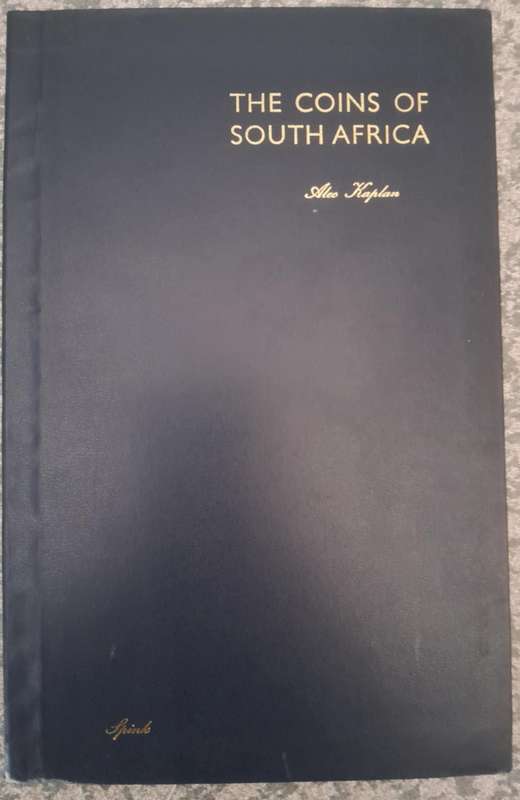 THE COINS OF
SOUTH AFRICA
Alec Kaplan
Spink